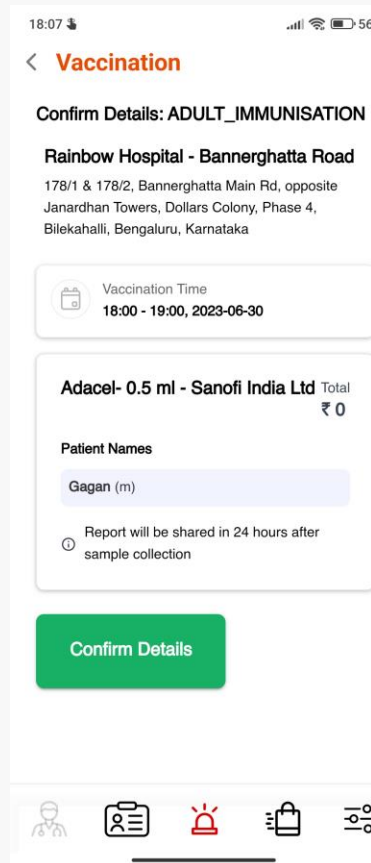 18:07
56
Vaccination
Confirm Details: ADULT_IMMUNISATION
Rainbow Hospital - Bannerghatta Road
178/1 & 178/2, Bannerghatta Main Rd, opposite
Janardhan Towers, Dollars Colony, Phase 4,
Bilekahalli, Bengaluru, Karnataka
Vaccination Time
18:00 - 19:00, 2023-06-30
Adacel- 0.5 ml - Sanofi India Ltd Total
₹ 0
Patient Names
Gagan (m)
Report will be shared in 24 hours after
sample collection
Confirm Details